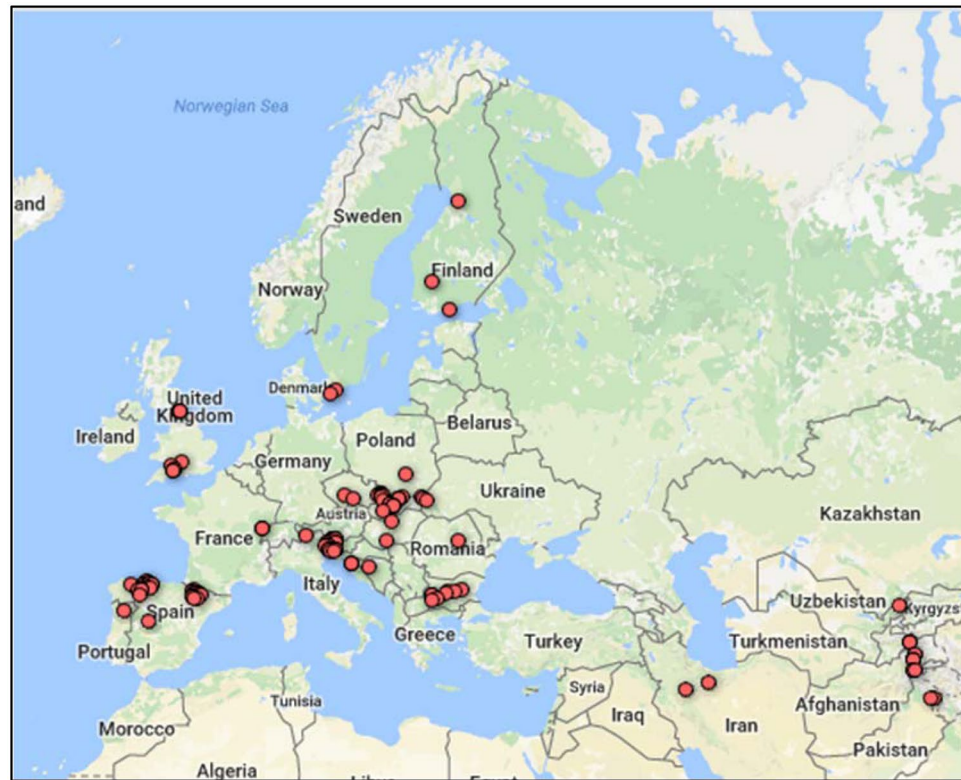 Norwegian Sea
and
Sweden
Finland
Norway
Denmark
United
Kingdom
Ireland
Belarus
Poland
Germany
Ukraine
Austria
Kazakhstan
France
Romania
Italy
Uzbekistan
Kyrgyzst
Spain
Greece
Turkey
Turkmenistan
Portugal
Syria
Tunisia
Afghanistan
Iraq
Iran
Morocco
Pakistan
Algeria